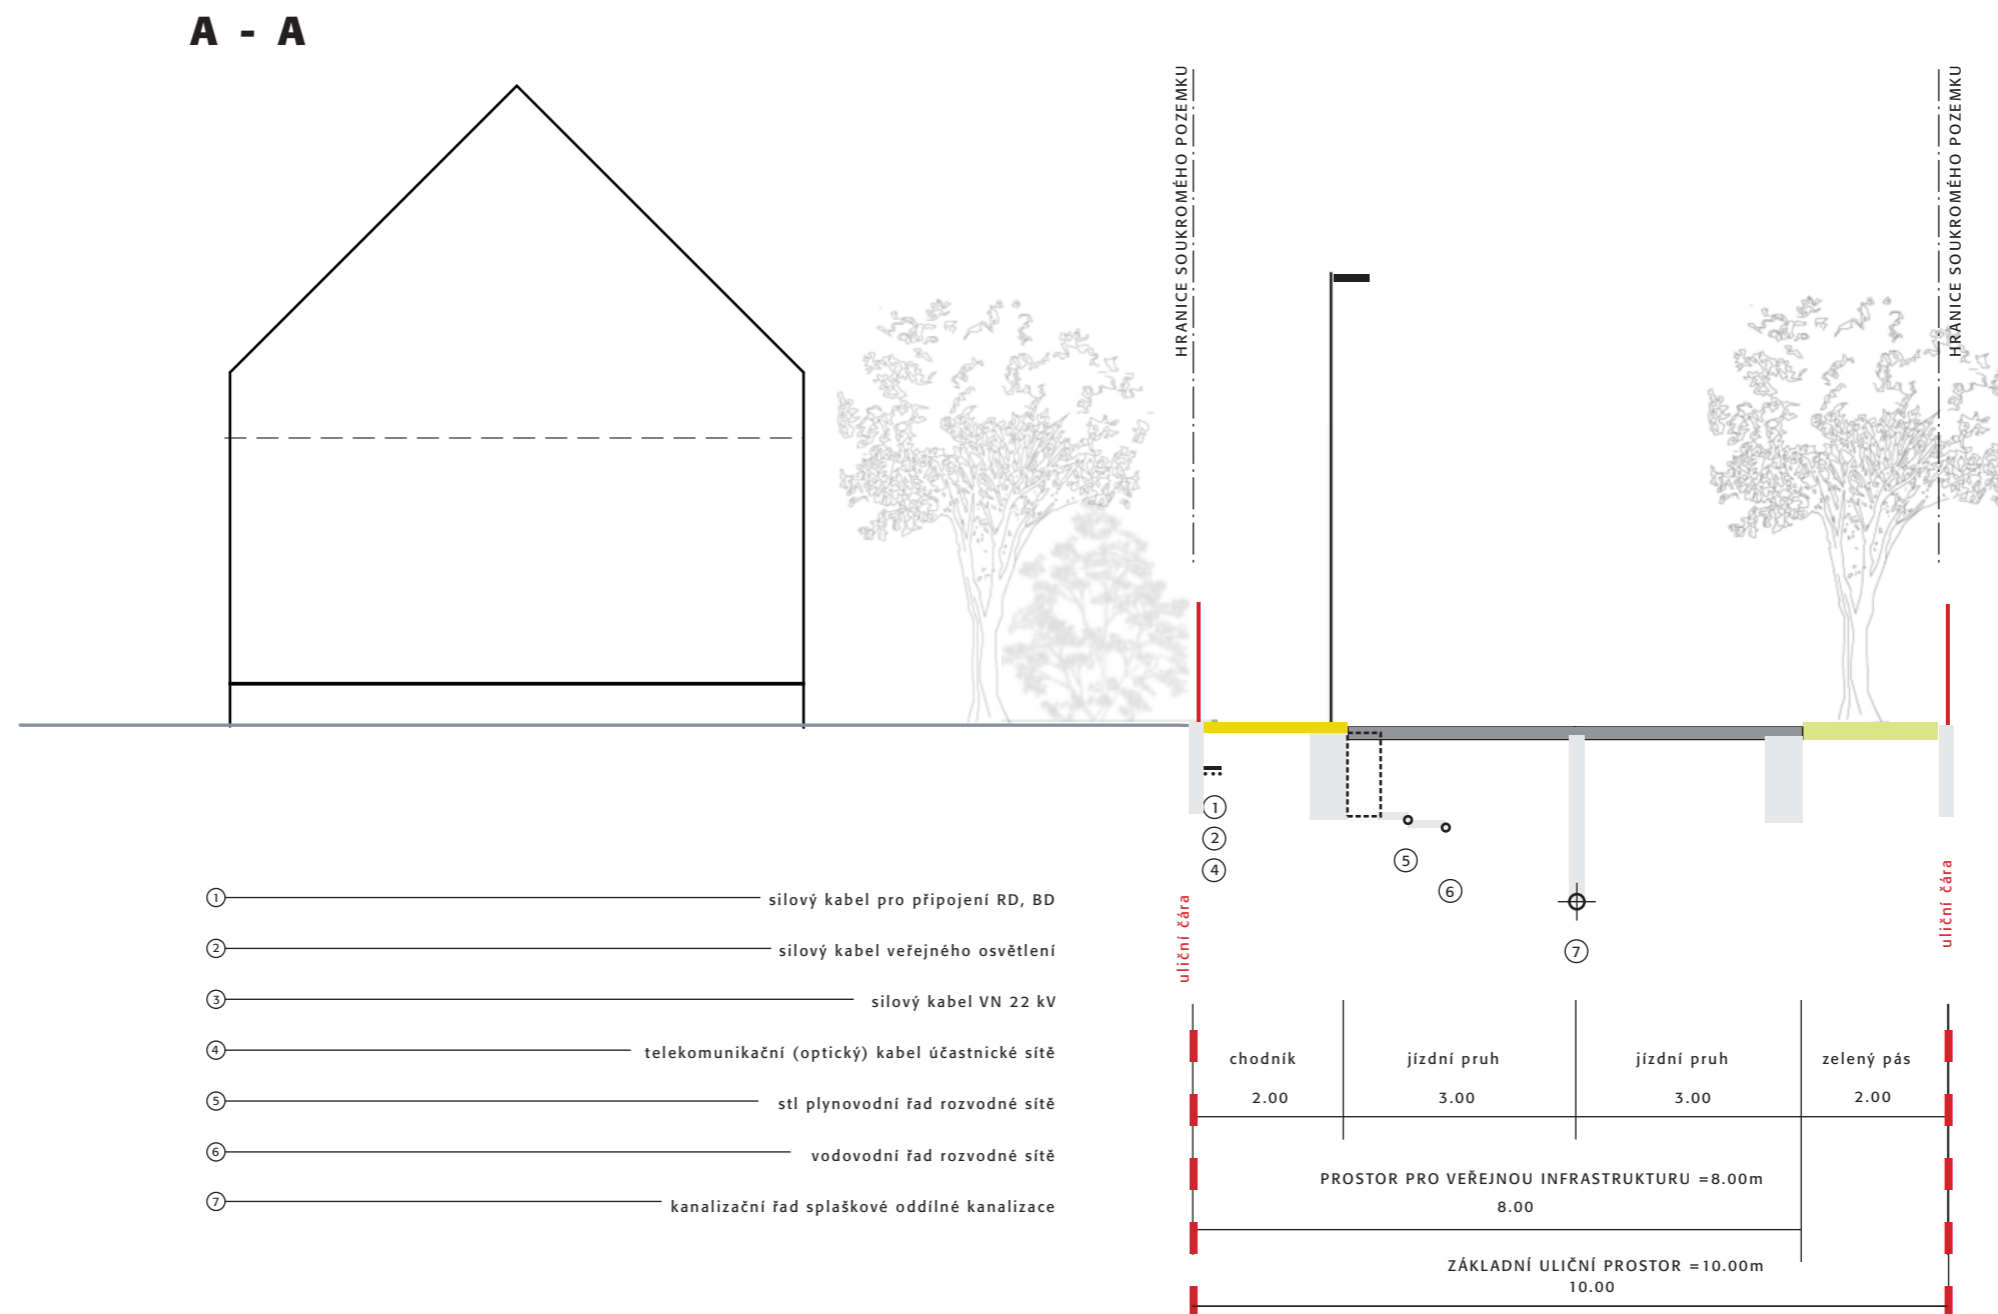 A - A
HRANICE SOUKROMÉHO POZEMKU
HRANICE SOUKROMÉHO POZEMKU
1
2
4
5
6
7
uliční čára
uliční čára
1 silový kabel pro připojení RD, BD
2 silový kabel veřejného osvětlení
3 silový kabel VN 22 kV
4 telekomunikační (optický) kabel účastnické sítě
5 stl plynovodní řad rozvodné sítě
6 vodovodní řad rozvodné sítě
7 kanalizační řad splaškové oddílné kanalizace
chodník jízdní pruh jízdní pruh zelený pás
2.00 3.00 3.00 2.00
PROSTOR PRO VEŘEJNOU INFRASTRUKTURU =8.00m
8.00
ZÁKLADNÍ ULIČNÍ PROSTOR =10.00m
10.00